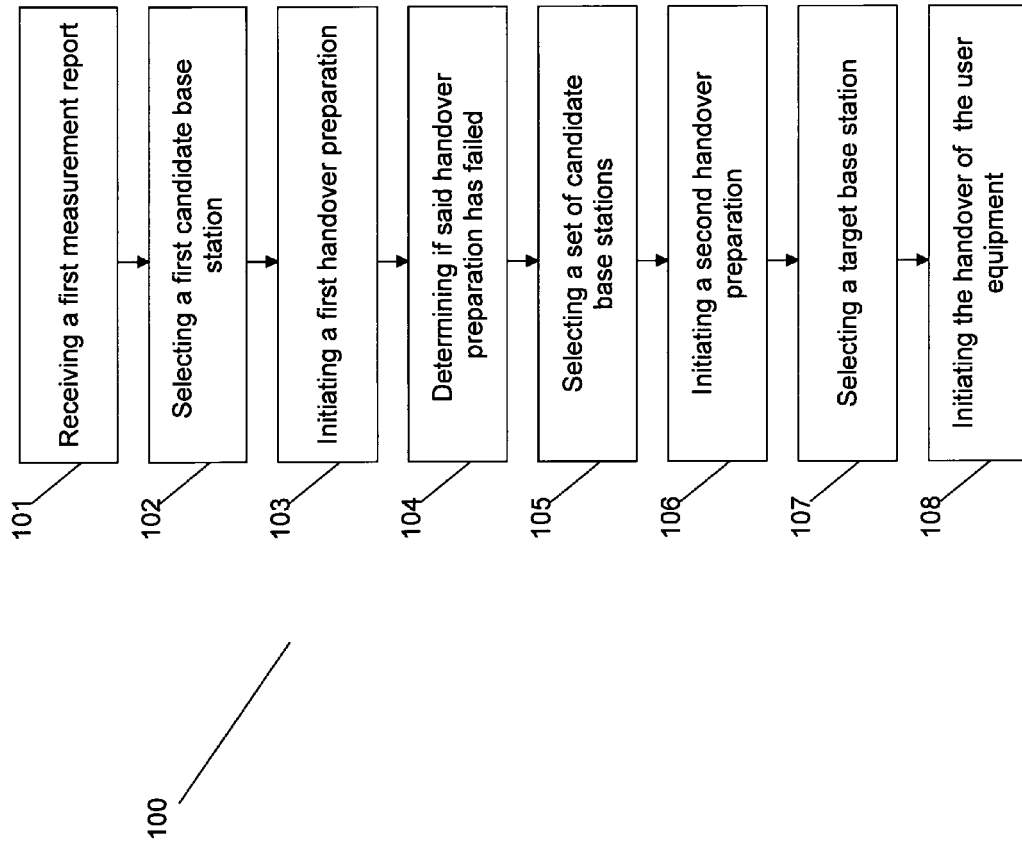 100
101
Receiving a first measurement report
102
Selecting a first candidate base
station
103
Initiating a first handover preparation
104
Determining if said handover
preparation has failed
105
Selecting a set of candidate
base stations
106
Initiating a second handover
preparation
107
Selecting a target base station
108
Initiating the handover of the user
equipment